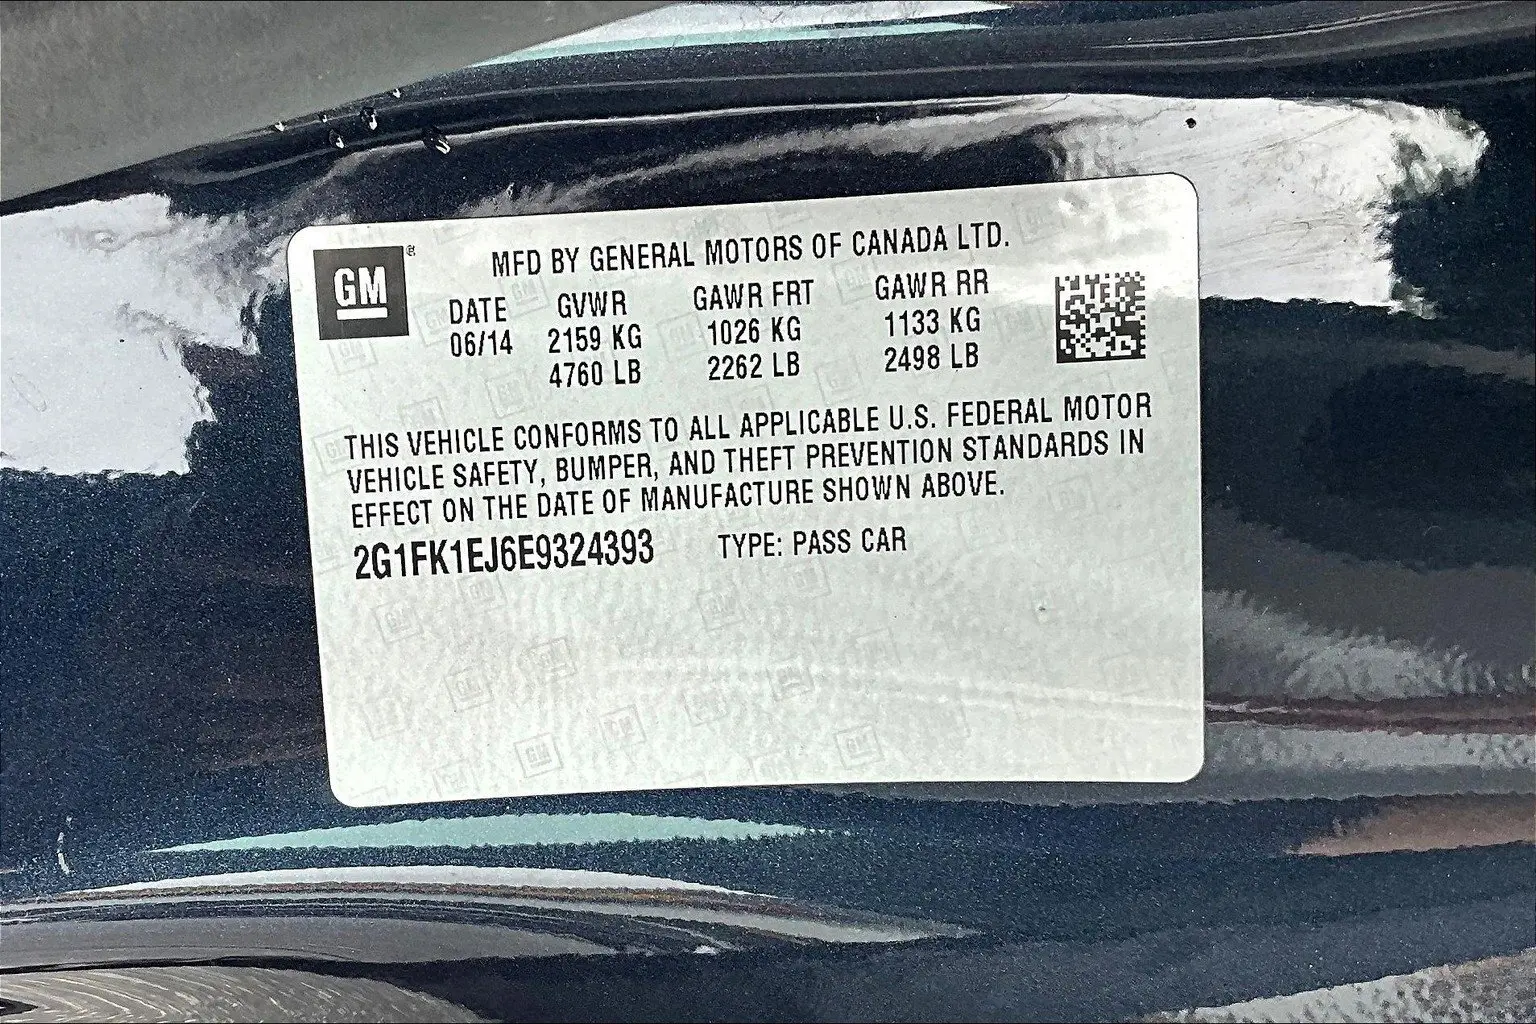 GM®
MFD BY GENERAL MOTORS OF CANADA LTD.
DATE GVWR GAWR FRT GAWR RR
06/14 2159 KG 1026 KG 1133 KG
4760 LB 2262 LB 2498 LB
THIS VEHICLE CONFORMS TO ALL APPLICABLE U.S. FEDERAL MOTOR
VEHICLE SAFETY, BUMPER, AND THEFT PREVENTION STANDARDS IN
EFFECT ON THE DATE OF MANUFACTURE SHOWN ABOVE.
2G1FK1EJ6E9324393 TYPE: PASS CAR